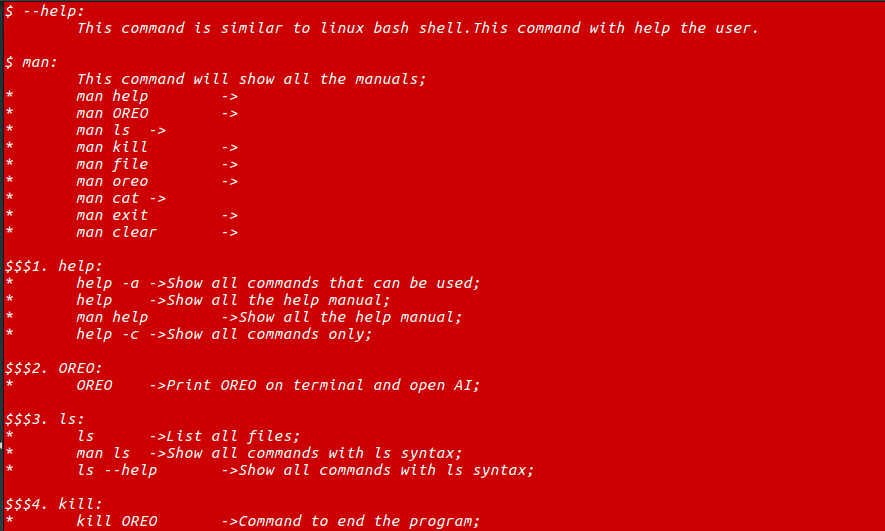 $ --help:
This command is similar to linux bash shell.This command with help the user.
$ man:
This command will show all the manuals;
* man help ->
* man OREO ->
* man ls ->
* man kill ->
* man file ->
* man oreo ->
* man cat ->
* man exit ->
* man clear ->
$$$1. help:
* help -a ->Show all commands that can be used;
* help ->Show all the help manual;
* man help ->Show all the help manual;
* help -c ->Show all commands only;
$$$2. OREO:
* OREO ->Print OREO on terminal and open AI;
$$$3. ls:
* ls ->List all files;
* man ls ->Show all commands with ls syntax;
* ls --help ->Show all commands with ls syntax;
$$$4. kill:
* kill OREO ->Command to end the program;